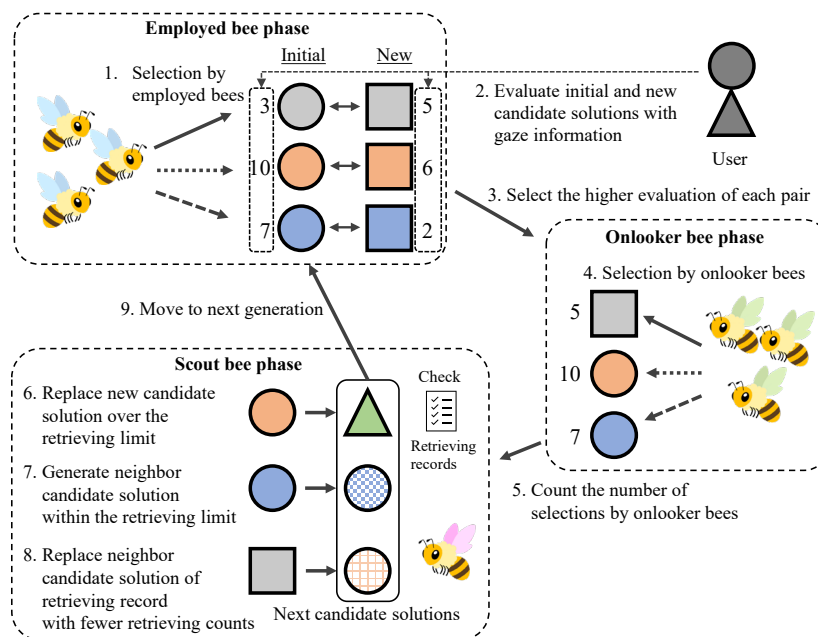 Employed bee phase
Initial New
1. Selection by
employed bees
3 5
10 6
7 2
2. Evaluate initial and new
candidate solutions with
gaze information
User
3. Select the higher evaluation of each pair
Onlooker bee phase
4. Selection by onlooker bees
5
10
7
5. Count the number of
selections by onlooker bees
9. Move to next generation
Scout bee phase
6. Replace new candidate
solution over the
retrieving limit
Check
Retrieving
records
7. Generate neighbor
candidate solution
within the retrieving limit
8. Replace neighbor
candidate solution of
retrieving record
with fewer retrieving counts
Next candidate solutions